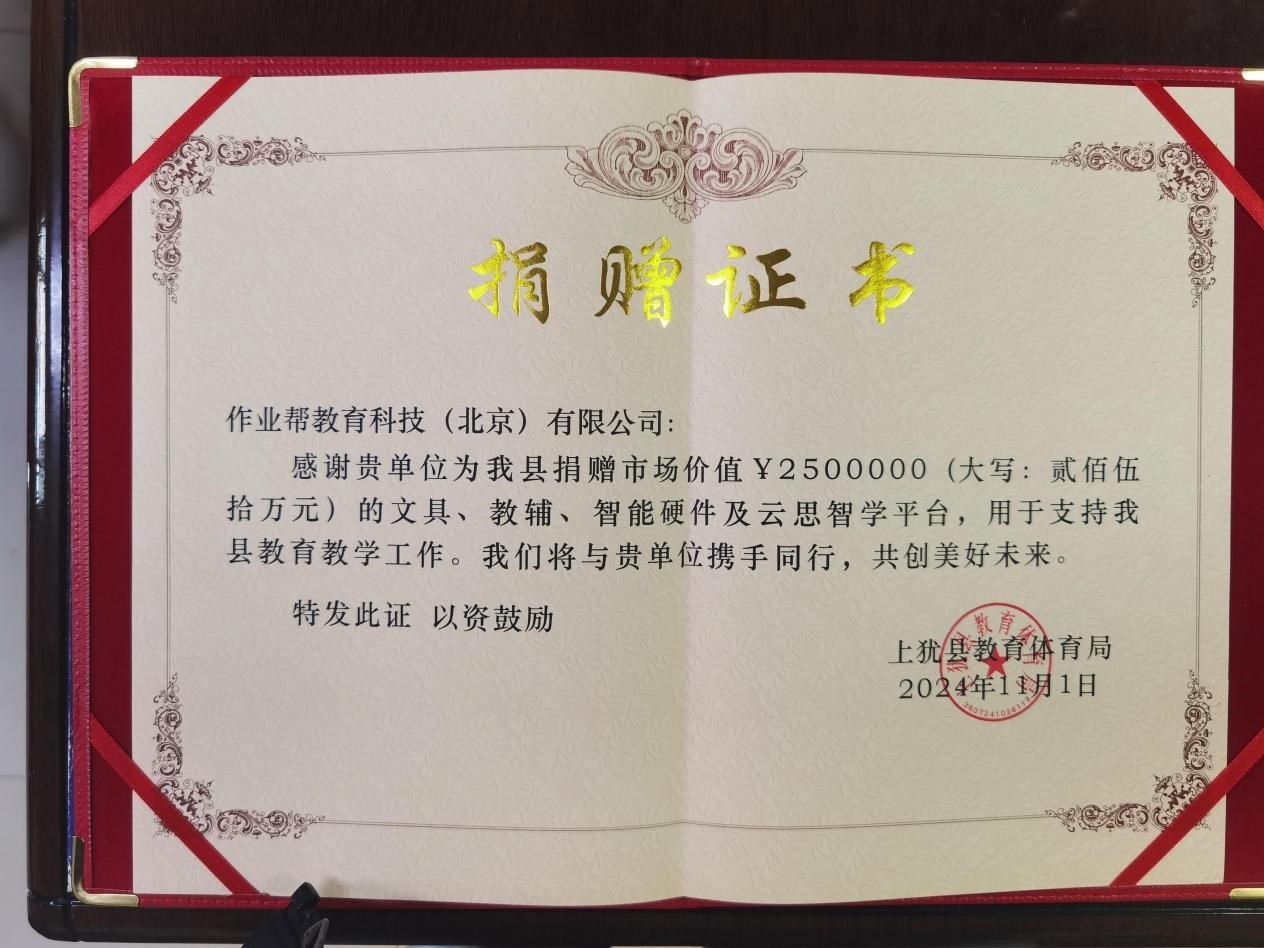 捐赠证书
作业帮教育科技（北京）有限公司：
感谢贵单位为我县捐赠市场价值￥2500000（大写：贰佰伍
拾万元）的文具、教辅、智能硬件及云思智学平台，用于支持我
县教育教学工作。我们将与贵单位携手同行，共创美好未来。
特发此证 以资鼓励
上犹县教育体育局
2024年11月1日